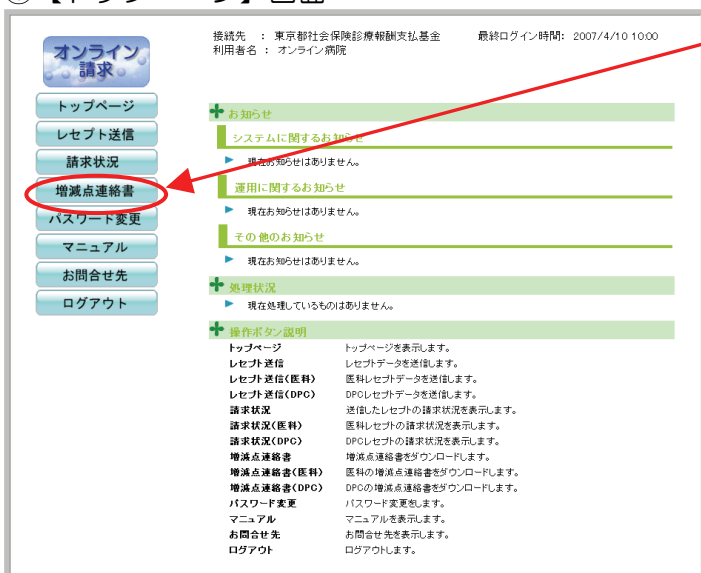 オンライン
請求
トップページ
レセプト送信
請求状況
増減点連絡書
パスワード変更
マニュアル
お問合せ先
ログアウト
接続先 : 東京都社会保険診療報酬支払基金 最終ログイン時間: 2007/4/10 10:00
利用者名 : オンライン病院
お知らせ
システムに関するお知らせ
現在お知らせはありません。
運用に関するお知らせ
現在お知らせはありません。
その他のお知らせ
現在お知らせはありません。
処理状況
現在処理しているものはありません。
操作ボタン説明
トップページ トップページを表示します。
レセプト送信 レセプトデータを送信します。
レセプト送信(医科) 医科レセプトデータを送信します。
レセプト送信(DPC) DPCレセプトデータを送信します。
請求状況 送信したレセプトの請求状況を表示します。
請求状況(医科) 医科レセプトの請求状況を表示します。
請求状況(DPC) DPCレセプトの請求状況を表示します。
増減点連絡書 増減点連絡書をダウンロードします。
増減点連絡書(医科) 医科の増減点連絡書をダウンロードします。
増減点連絡書(DPC) DPCの増減点連絡書をダウンロードします。
パスワード変更 パスワード変更をします。
マニュアル マニュアルを表示します。
お問合せ先 お問合せ先を表示します。
ログアウト ログアウトします。